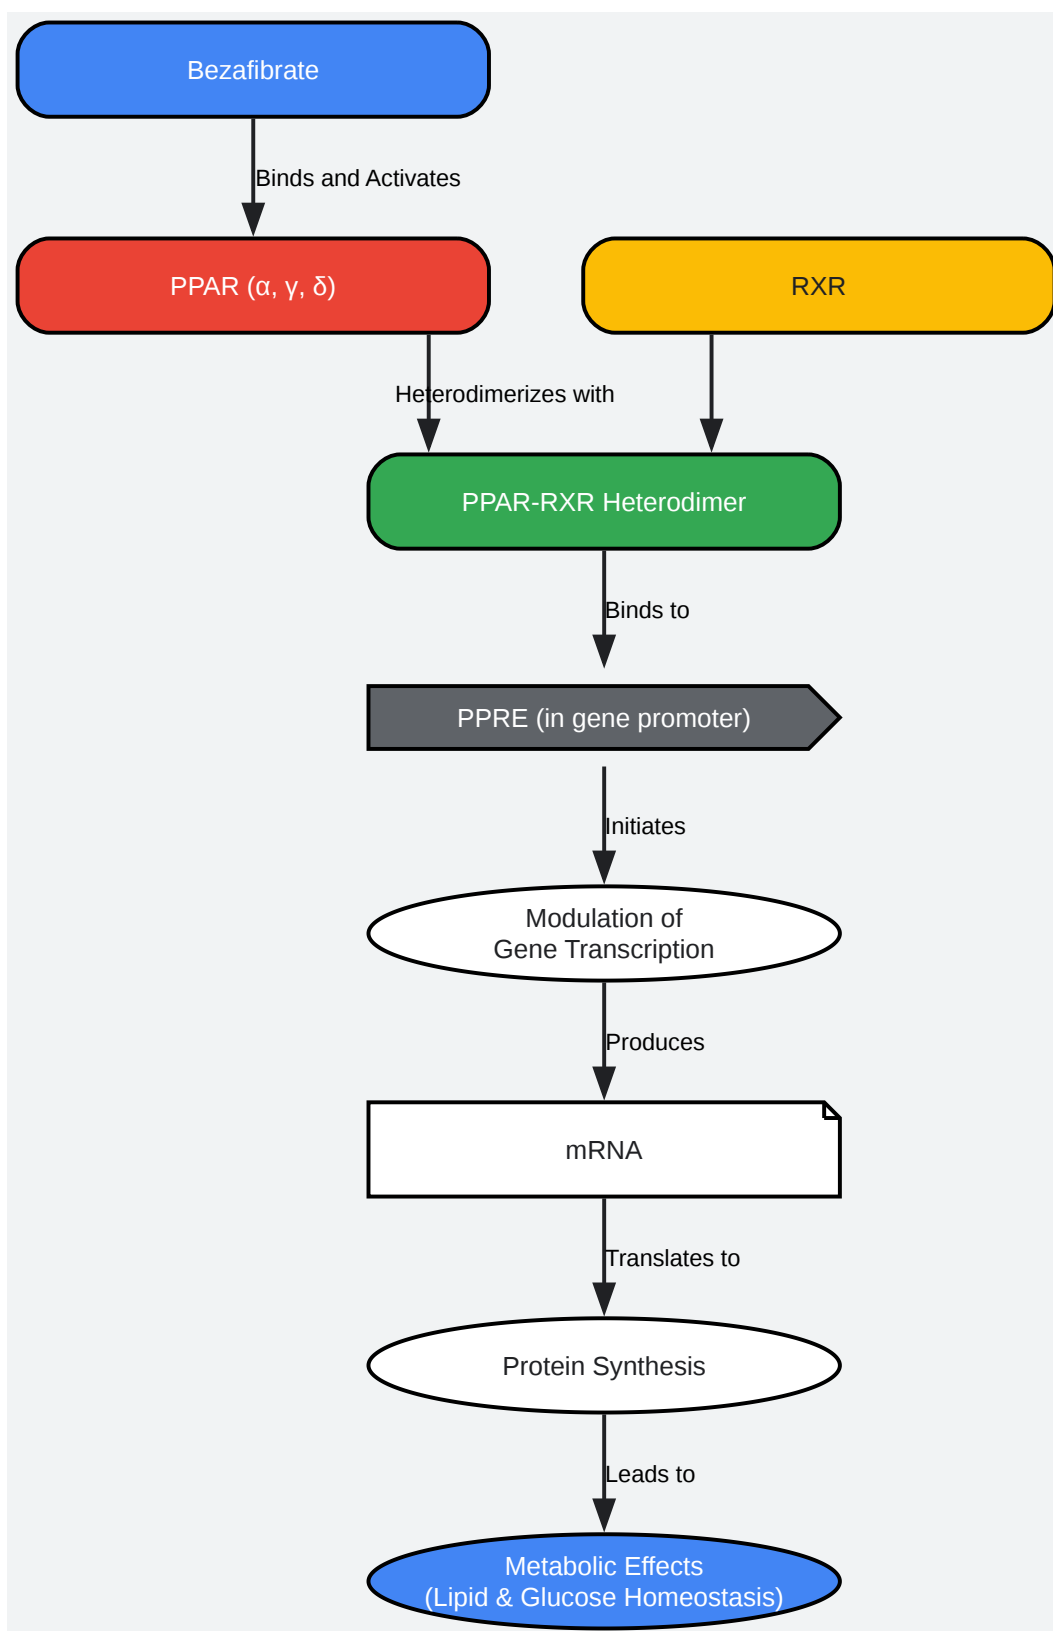 Bezafibrate
Binds and Activates
PPAR (α, γ, δ)
RXR
Heterodimerizes with
PPAR-RXR Heterodimer
Binds to
PPRE (in gene promoter)
Initiates
Modulation of
Gene Transcription
Produces
mRNA
Translates to
Protein Synthesis
Leads to
Metabolic Effects
(Lipid & Glucose Homeostasis)